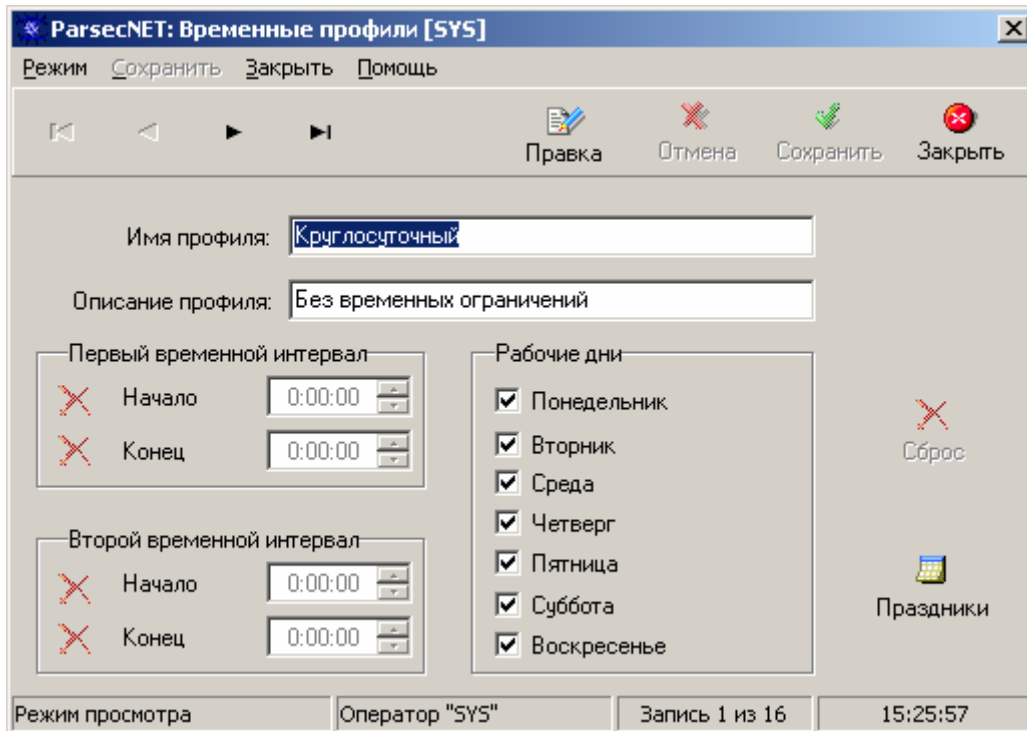 ParsecNET: Временные профили [SYS]
Режим Сохранить Закрыть Помощь
Правка Отмена Сохранить Закрыть
Имя профиля: Круглосуточный
Описание профиля: Без временных ограничений
Первый временной интервал
Начало 0:00:00
Конец 0:00:00
Второй временной интервал
Начало 0:00:00
Конец 0:00:00
Рабочие дни
Понедельник
Вторник
Среда
Четверг
Пятница
Суббота
Воскресенье
Сброс
Праздники
Режим просмотра Оператор "SYS" Запись 1 из 16 15:25:57